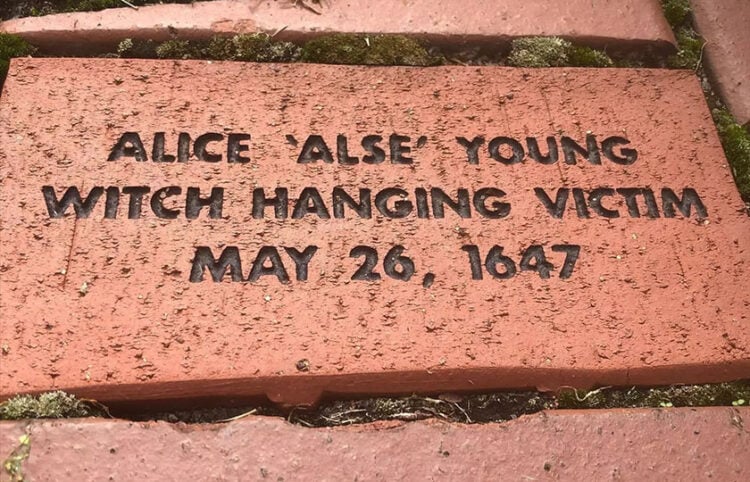 ALICE 'ALSE' YOUNG
WITCH HANGING VICTIM
MAY 26, 1647